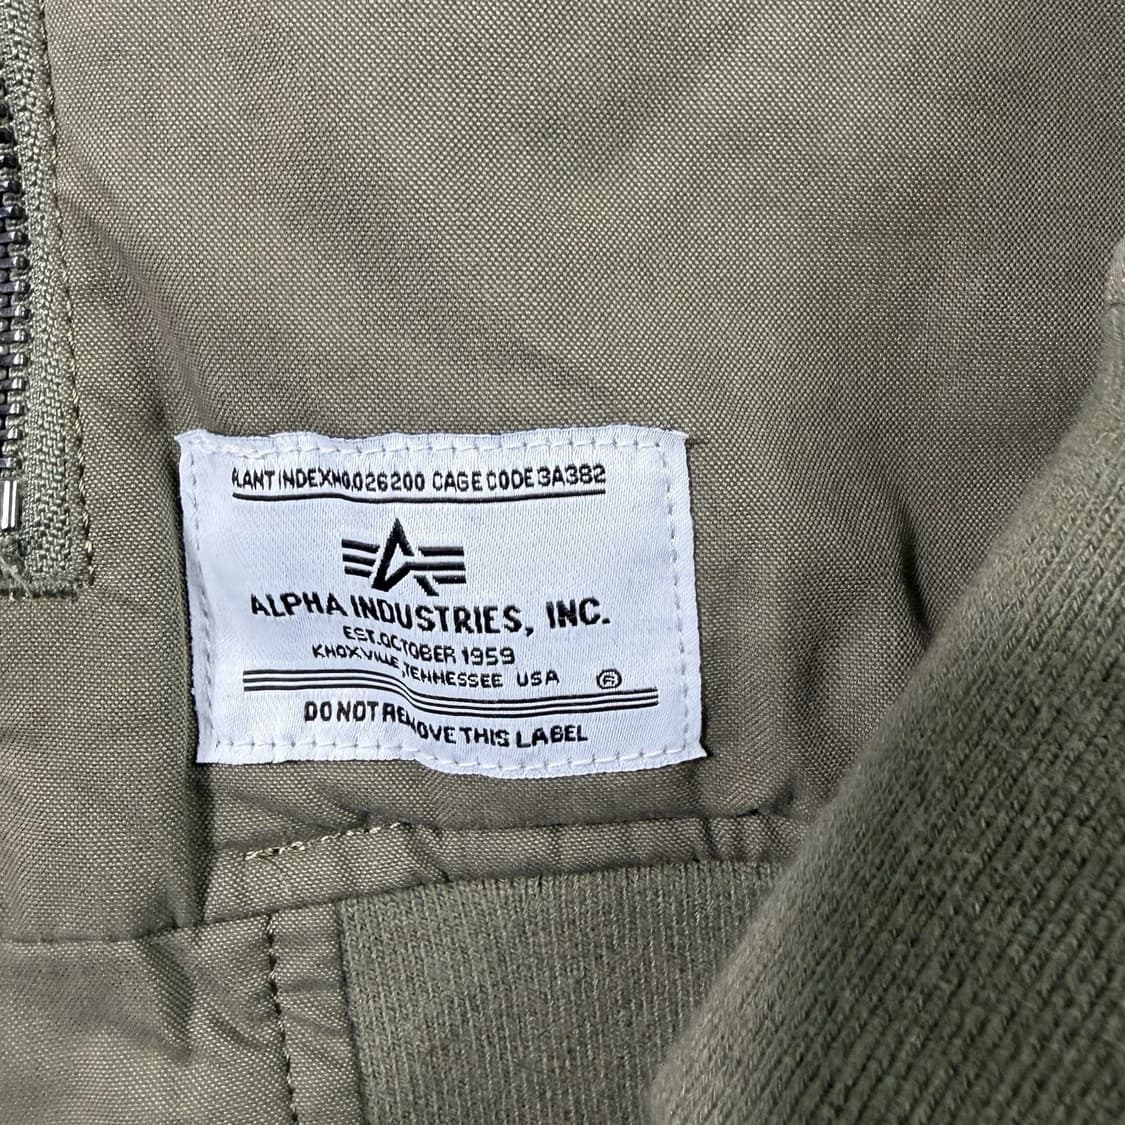 PLANT INDEX NO.026200 CAGE CODE 3A382
ALPHA INDUSTRIES, INC.
EST. OCTOBER 1959
KNOXVILLE, TENNESSEE USA ®
DO NOT REMOVE THIS LABEL